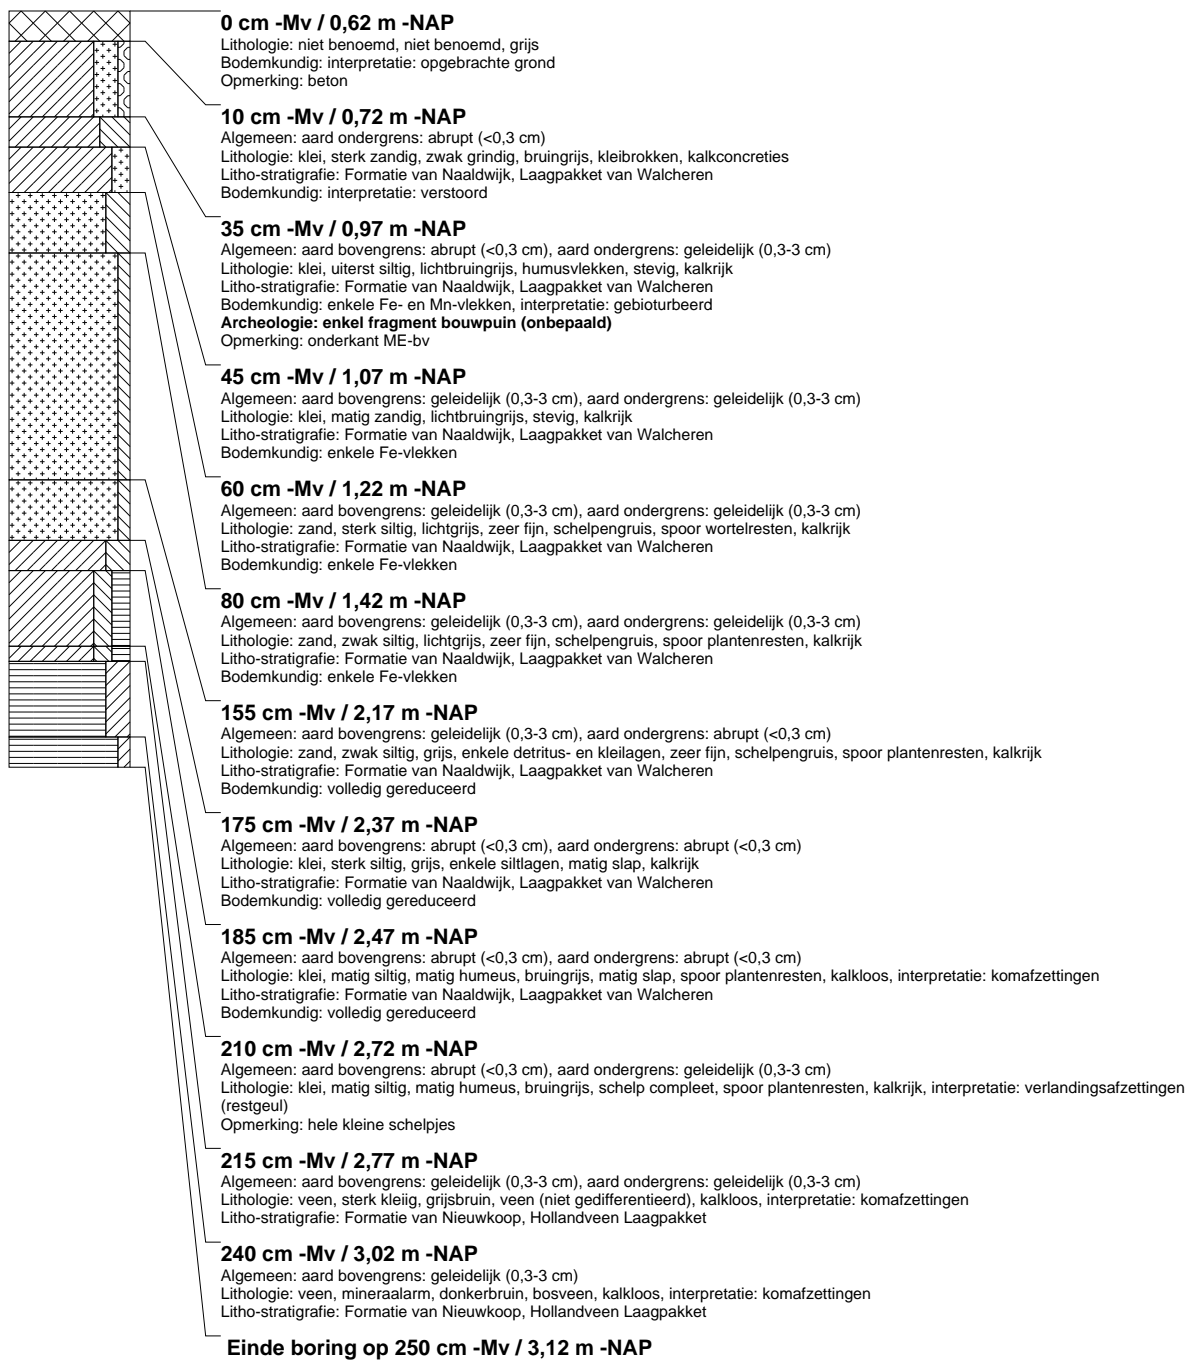 0 cm -Mv / 0,62 m -NAP
Lithologie: niet benoemd, niet benoemd, grijs
Bodemkundig: interpretatie: opgebrachte grond
Opmerking: beton
10 cm -Mv / 0,72 m -NAP
Algemeen: aard ondergrens: abrupt (<0,3 cm)
Lithologie: klei, sterk zandig, zwak grindig, bruingrijs, kleibrokken, kalkconcreties
Litho-stratigrafie: Formatie van Naaldwijk, Laagpakket van Walcheren
Bodemkundig: interpretatie: verstoord
35 cm -Mv / 0,97 m -NAP
Algemeen: aard bovengrens: abrupt (<0,3 cm), aard ondergrens: geleidelijk (0,3-3 cm)
Lithologie: klei, uiterst siltig, lichtbruingrijs, humusvlekken, stevig, kalkrijk
Litho-stratigrafie: Formatie van Naaldwijk, Laagpakket van Walcheren
Bodemkundig: enkele Fe- en Mn-vlekken, interpretatie: gebioturbeerd
Archeologie: enkel fragment bouwpuin (onbepaald)
Opmerking: onderkant ME-bv
45 cm -Mv / 1,07 m -NAP
Algemeen: aard bovengrens: geleidelijk (0,3-3 cm), aard ondergrens: geleidelijk (0,3-3 cm)
Lithologie: klei, matig zandig, lichtbruingrijs, stevig, kalkrijk
Litho-stratigrafie: Formatie van Naaldwijk, Laagpakket van Walcheren
Bodemkundig: enkele Fe-vlekken
60 cm -Mv / 1,22 m -NAP
Algemeen: aard bovengrens: geleidelijk (0,3-3 cm), aard ondergrens: geleidelijk (0,3-3 cm)
Lithologie: zand, sterk siltig, lichtgrijs, zeer fijn, schelpengruis, spoor wortelresten, kalkrijk
Litho-stratigrafie: Formatie van Naaldwijk, Laagpakket van Walcheren
Bodemkundig: enkele Fe-vlekken
80 cm -Mv / 1,42 m -NAP
Algemeen: aard bovengrens: geleidelijk (0,3-3 cm), aard ondergrens: geleidelijk (0,3-3 cm)
Lithologie: zand, zwak siltig, lichtgrijs, zeer fijn, schelpengruis, spoor plantenresten, kalkrijk
Litho-stratigrafie: Formatie van Naaldwijk, Laagpakket van Walcheren
Bodemkundig: enkele Fe-vlekken
155 cm -Mv / 2,17 m -NAP
Algemeen: aard bovengrens: geleidelijk (0,3-3 cm), aard ondergrens: abrupt (<0,3 cm)
Lithologie: zand, zwak siltig, grijs, enkele detritus- en kleilagen, zeer fijn, schelpengruis, spoor plantenresten, kalkrijk
Litho-stratigrafie: Formatie van Naaldwijk, Laagpakket van Walcheren
Bodemkundig: volledig gereduceerd
175 cm -Mv / 2,37 m -NAP
Algemeen: aard bovengrens: abrupt (<0,3 cm), aard ondergrens: abrupt (<0,3 cm)
Lithologie: klei, sterk siltig, grijs, enkele siltlagen, matig slap, kalkrijk
Litho-stratigrafie: Formatie van Naaldwijk, Laagpakket van Walcheren
Bodemkundig: volledig gereduceerd
185 cm -Mv / 2,47 m -NAP
Algemeen: aard bovengrens: abrupt (<0,3 cm), aard ondergrens: abrupt (<0,3 cm)
Lithologie: klei, matig siltig, matig humeus, bruingrijs, matig slap, spoor plantenresten, kalkloos, interpretatie: komafzettingen
Litho-stratigrafie: Formatie van Naaldwijk, Laagpakket van Walcheren
Bodemkundig: volledig gereduceerd
210 cm -Mv / 2,72 m -NAP
Algemeen: aard bovengrens: abrupt (<0,3 cm), aard ondergrens: geleidelijk (0,3-3 cm)
Lithologie: klei, matig siltig, matig humeus, bruingrijs, schelp compleet, spoor plantenresten, kalkrijk, interpretatie: verlandingsafzettingen
(restgeul)
Opmerking: hele kleine schelpjes
215 cm -Mv / 2,77 m -NAP
Algemeen: aard bovengrens: geleidelijk (0,3-3 cm), aard ondergrens: geleidelijk (0,3-3 cm)
Lithologie: veen, sterk kleiig, grijsbruin, veen (niet gedifferentieerd), kalkloos, interpretatie: komafzettingen
Litho-stratigrafie: Formatie van Nieuwkoop, Hollandveen Laagpakket
240 cm -Mv / 3,02 m -NAP
Algemeen: aard bovengrens: geleidelijk (0,3-3 cm)
Lithologie: veen, mineraalarm, donkerbruin, bosveen, kalkloos, interpretatie: komafzettingen
Litho-stratigrafie: Formatie van Nieuwkoop, Hollandveen Laagpakket
Einde boring op 250 cm -Mv / 3,12 m -NAP